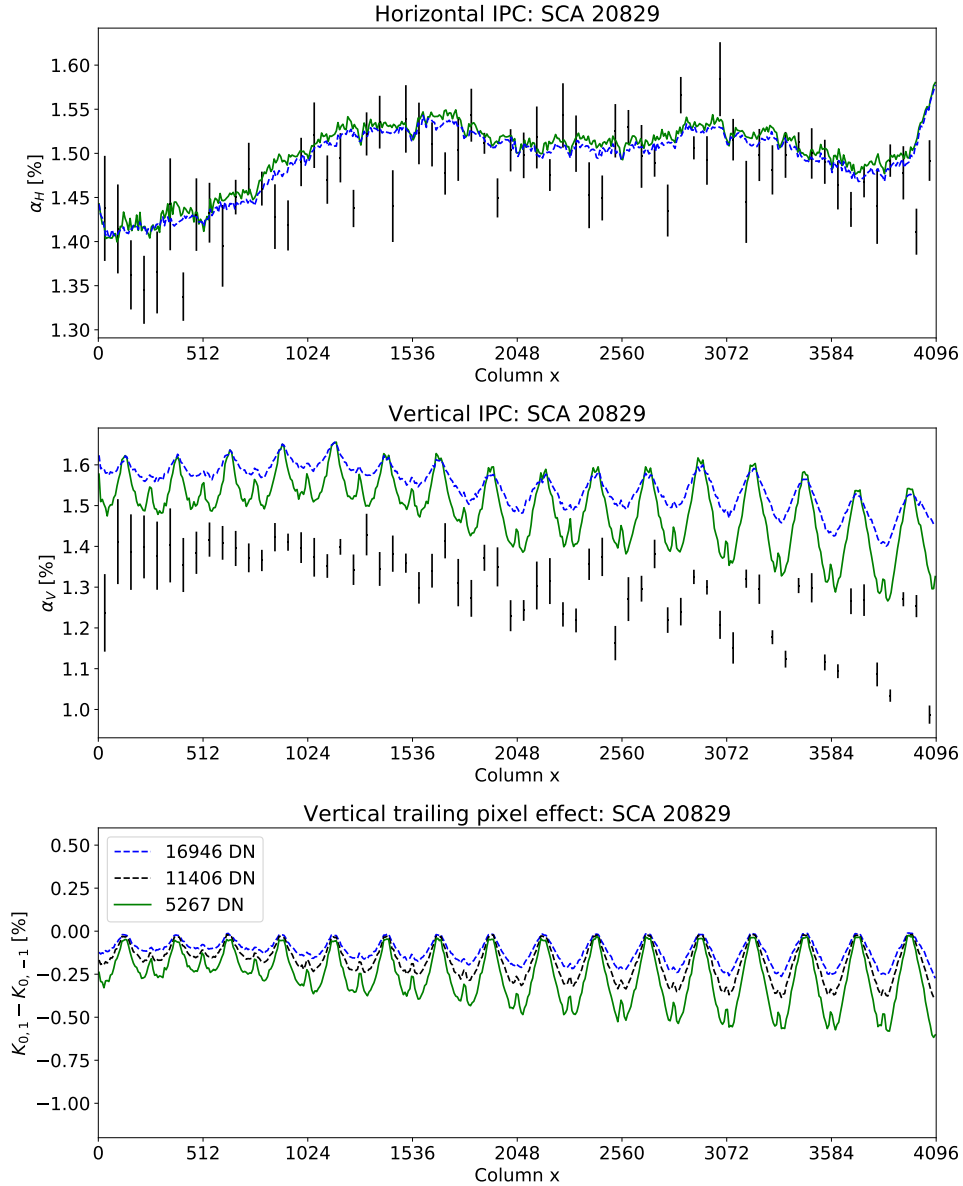 Horizontal IPC: SCA 20829
α_H [%]
1.60
1.55
1.50
1.45
1.40
1.35
1.30
0 512 1024 1536 2048 2560 3072 3584 4096
Column x
Vertical IPC: SCA 20829
α_V [%]
1.6
1.5
1.4
1.3
1.2
1.1
1.0
0 512 1024 1536 2048 2560 3072 3584 4096
Column x
Vertical trailing pixel effect: SCA 20829
K_{0,1} − K_{0,−1} [%]
0.50
0.25
0.00
−0.25
−0.50
−0.75
−1.00
16946 DN
11406 DN
5267 DN
0 512 1024 1536 2048 2560 3072 3584 4096
Column x